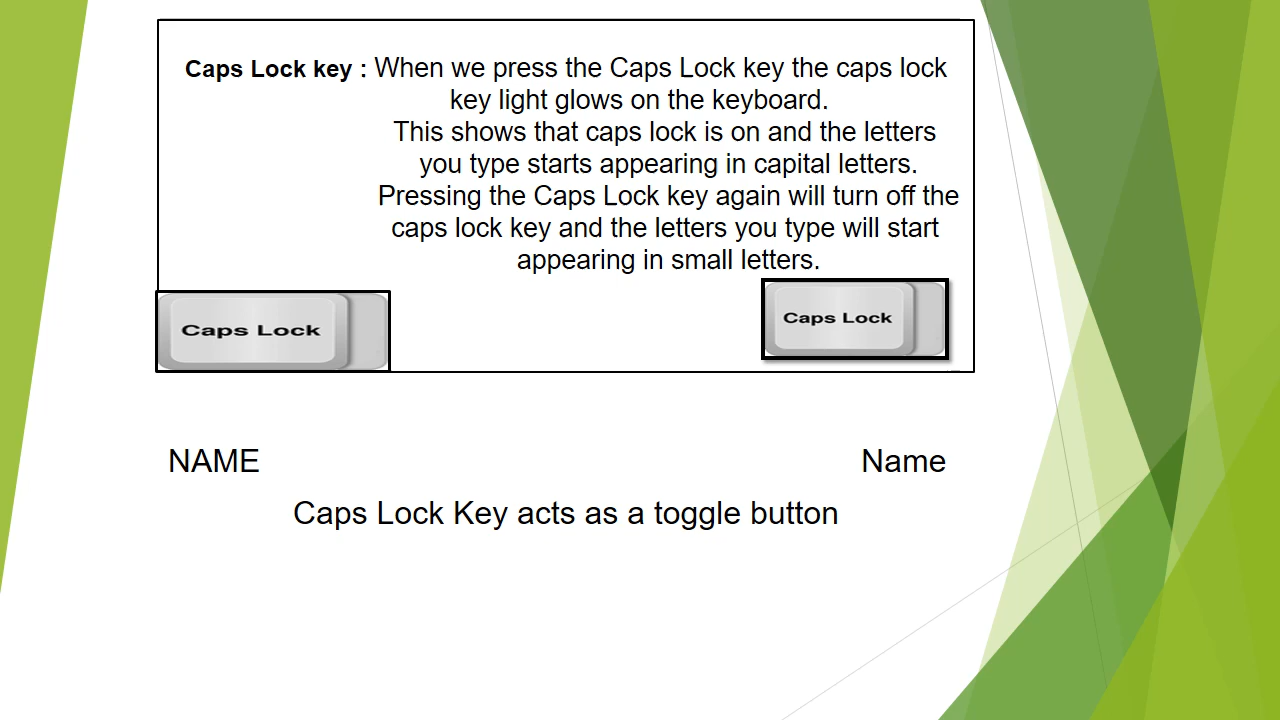 Caps Lock key : When we press the Caps Lock key the caps lock
key light glows on the keyboard.
This shows that caps lock is on and the letters
you type starts appearing in capital letters.
Pressing the Caps Lock key again will turn off the
caps lock key and the letters you type will start
appearing in small letters.
Caps Lock
Caps Lock
NAME
Name
Caps Lock Key acts as a toggle button